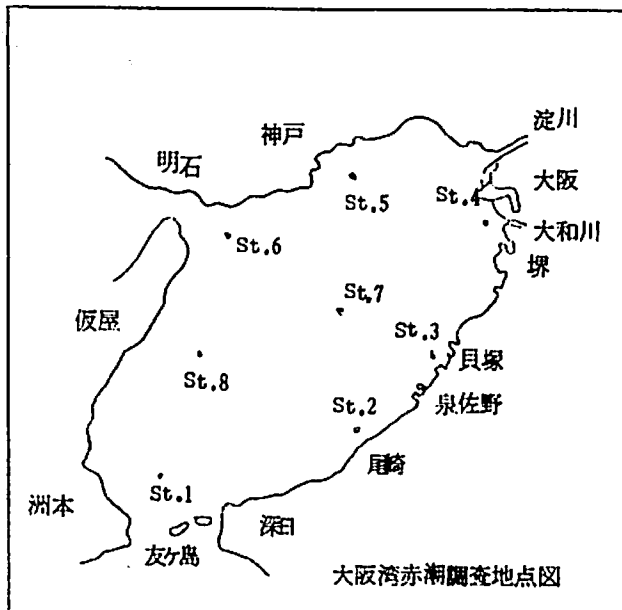 淀川
神戸
明石
大阪
St.5
St.4
大和川
St.6
堺
St.7
仮屋
St.3
貝塚
St.8
泉佐野
St.2
尾崎
St.1
洲本
深日
友ケ島
大阪湾赤潮調査地点図